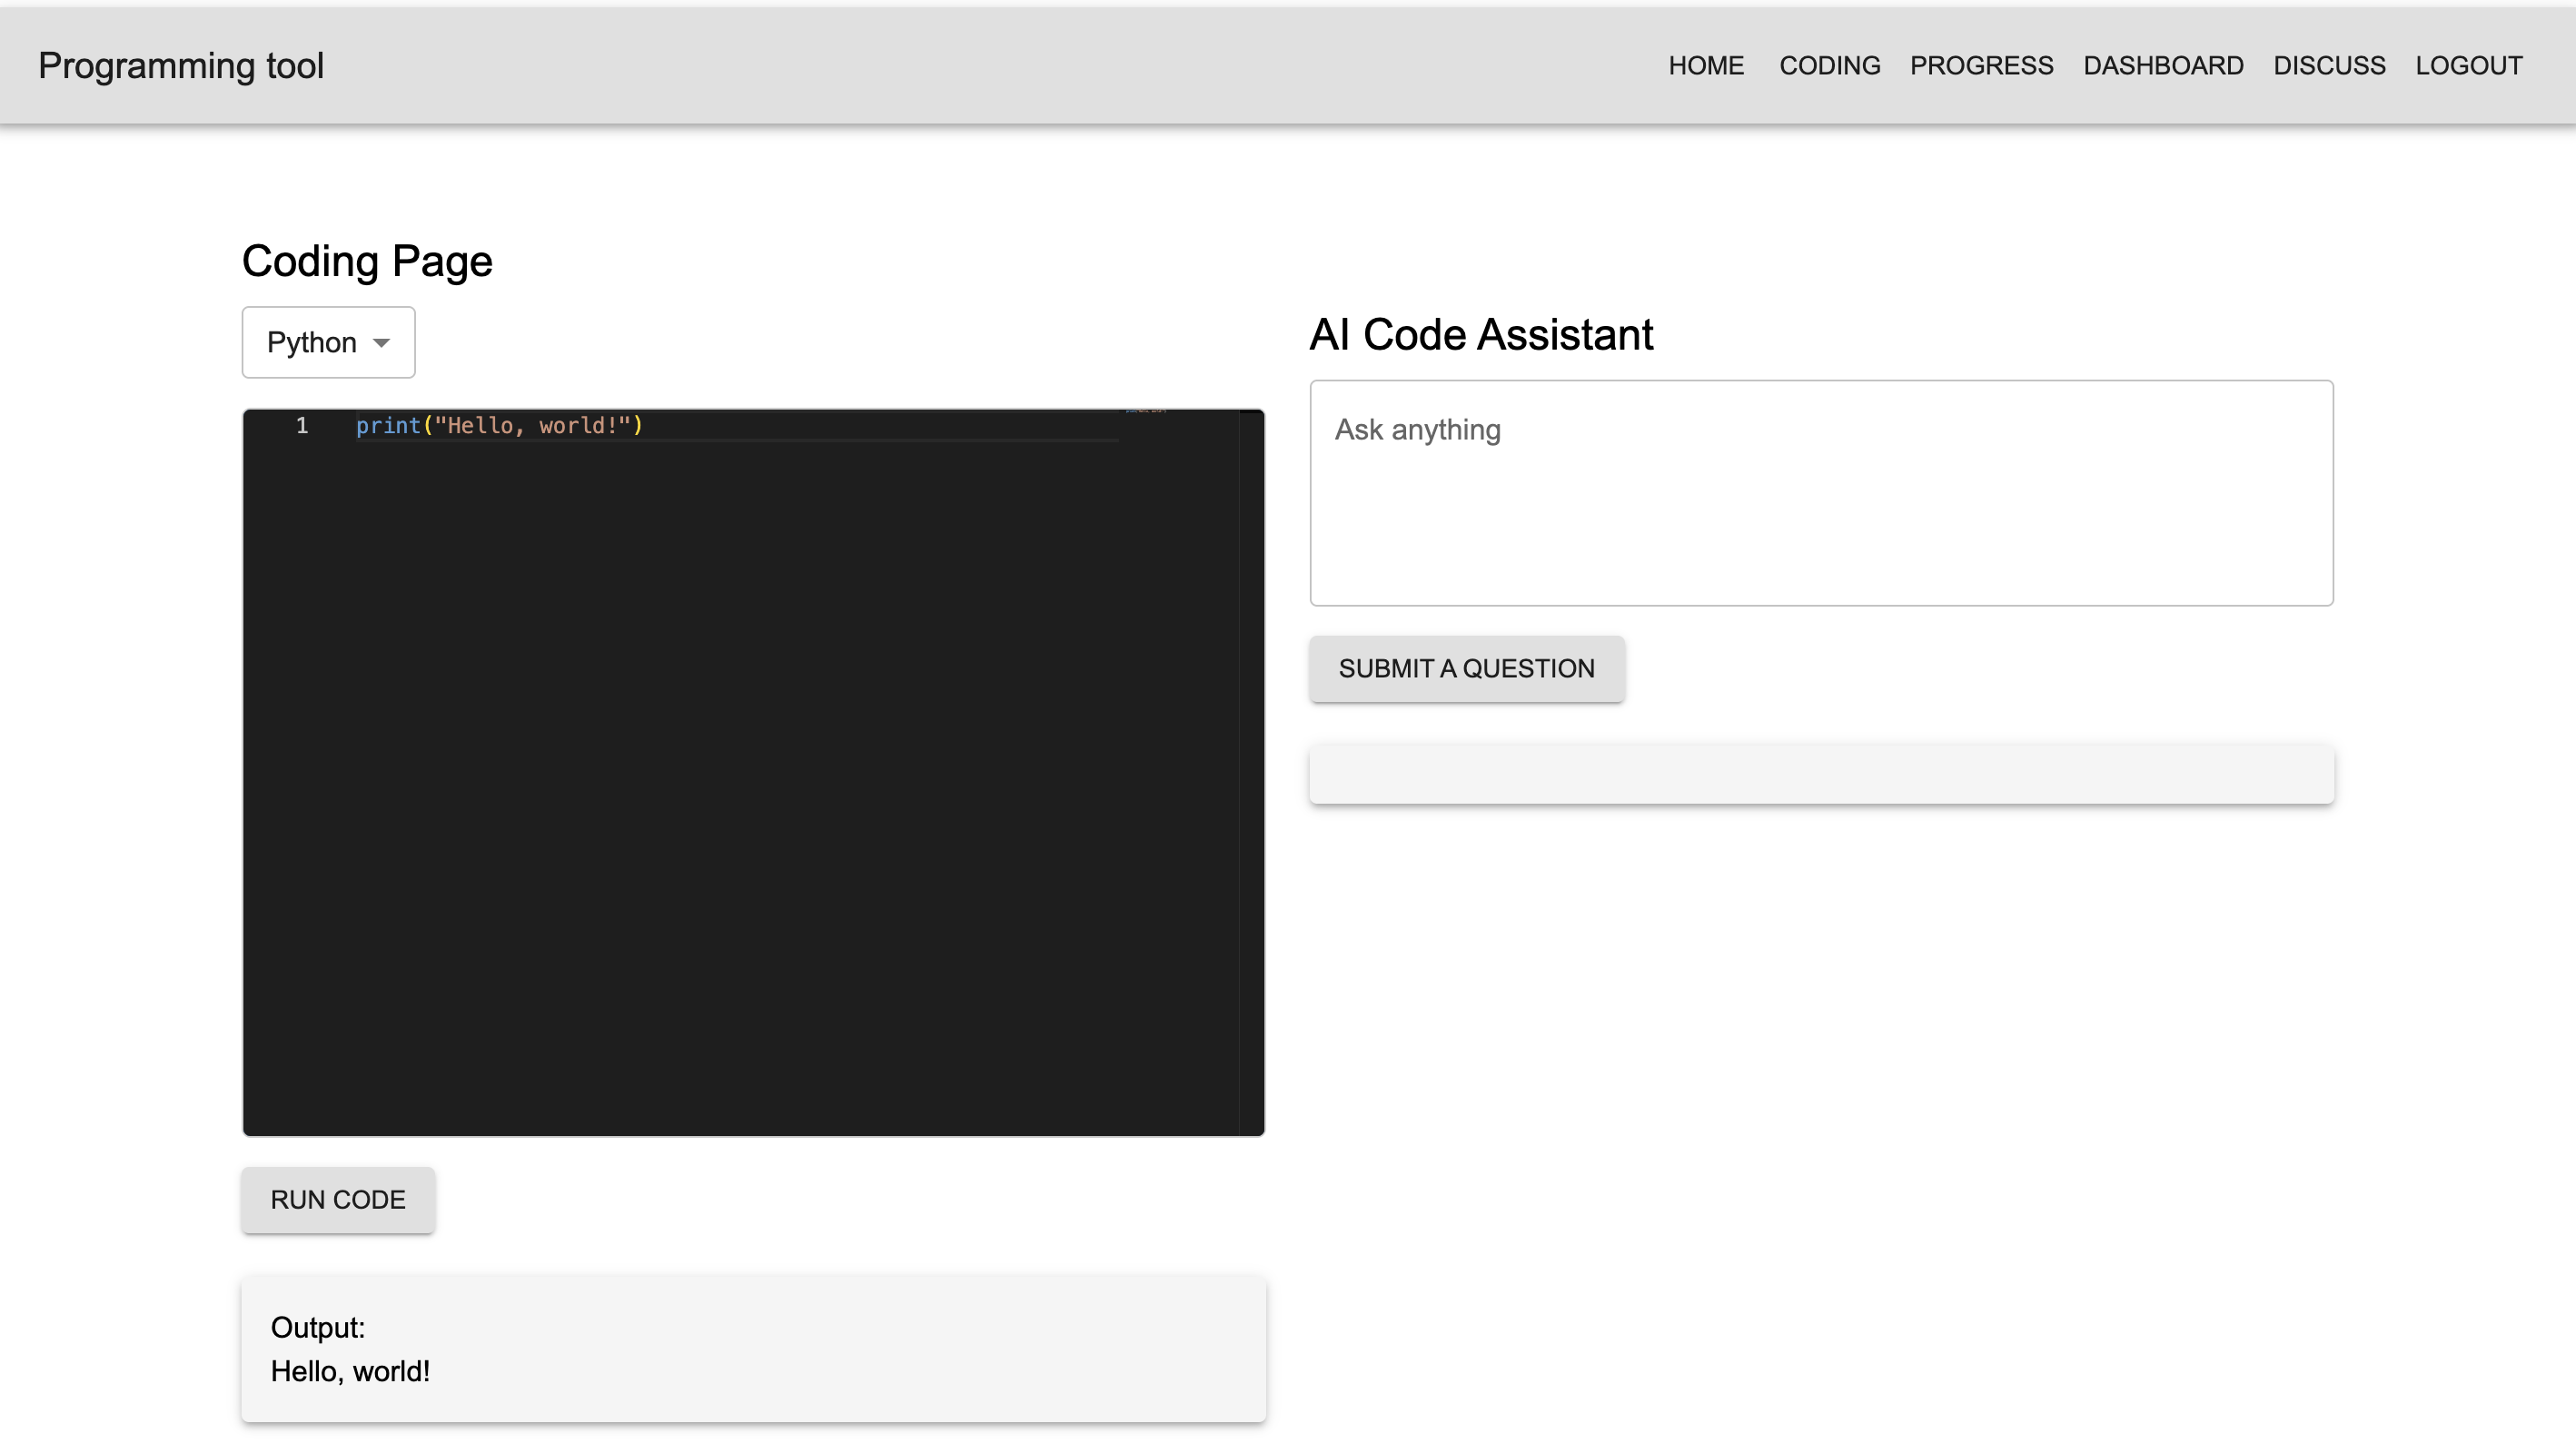 Programming tool
HOME CODING PROGRESS DASHBOARD DISCUSS LOGOUT
Coding Page
Python
1 print("Hello, world!")
RUN CODE
Output:
Hello, world!
AI Code Assistant
Ask anything
SUBMIT A QUESTION